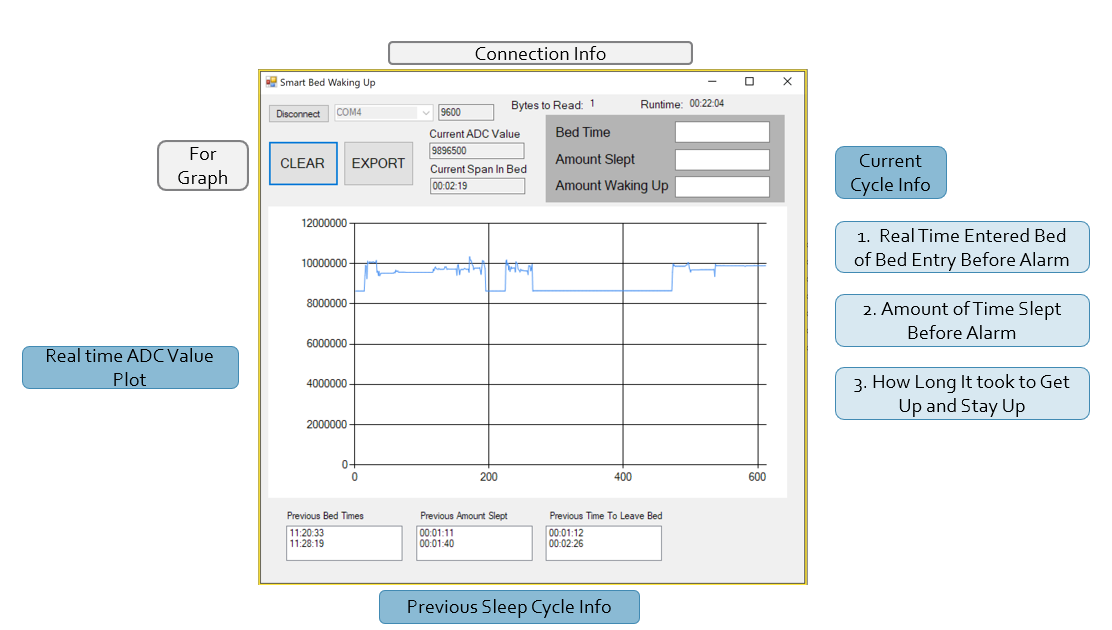 Connection Info
Smart Bed Waking Up
Disconnect COM4 9600 Bytes to Read: 1 Runtime: 00:22:04
For
Graph
CLEAR EXPORT
Current ADC Value
9896500
Current Span In Bed
00:02:19
Bed Time
Amount Slept
Amount Waking Up
Current
Cycle Info
1. Real Time Entered Bed
of Bed Entry Before Alarm
2. Amount of Time Slept
Before Alarm
3. How Long It took to Get
Up and Stay Up
Real time ADC Value
Plot
12000000
10000000
8000000
6000000
4000000
2000000
0
0 200 400 600
Previous Bed Times
11:20:33
11:28:19
Previous Amount Slept
00:01:11
00:01:40
Previous Time To Leave Bed
00:01:12
00:02:26
Previous Sleep Cycle Info